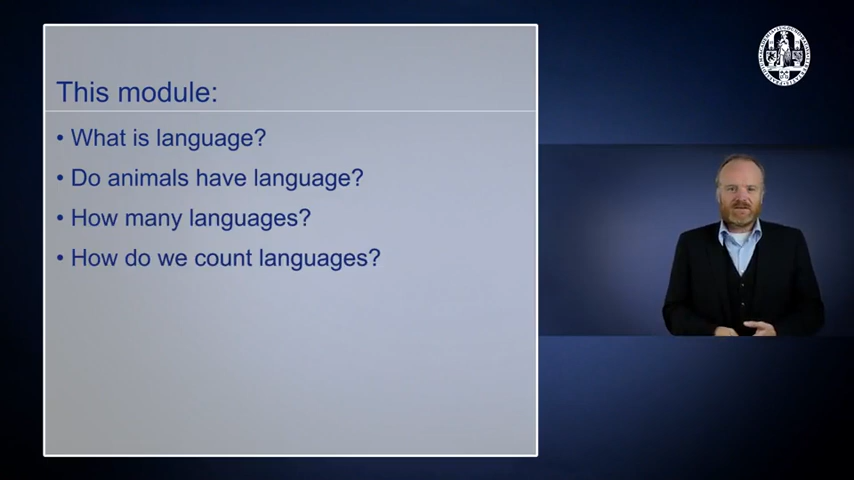 This module:
• What is language?
• Do animals have language?
• How many languages?
• How do we count languages?